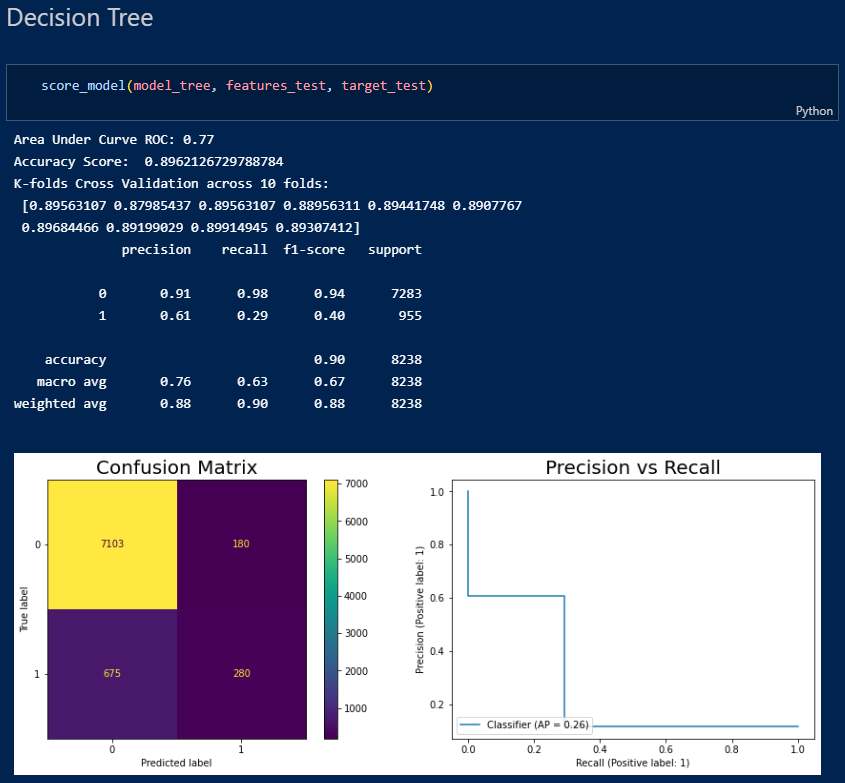 Decision Tree
score_model(model_tree, features_test, target_test)
Python
Area Under Curve ROC: 0.77
Accuracy Score:  0.8962126729788784
K-folds Cross Validation across 10 folds:
[0.89563107 0.87985437 0.89563107 0.88956311 0.89441748 0.8907767
0.89684466 0.89199029 0.89914945 0.89307412]
precision recall f1-score support
0 0.91 0.98 0.94 7283
1 0.61 0.29 0.40 955
accuracy 0.90 8238
macro avg 0.76 0.63 0.67 8238
weighted avg 0.88 0.90 0.88 8238
Confusion Matrix
True label
0
1
7103 180
675 280
0 1
Predicted label
7000
6000
5000
4000
3000
2000
1000
Precision vs Recall
Precision (Positive label: 1)
1.0
0.8
0.6
0.4
0.2
Classifier (AP = 0.26)
0.0 0.2 0.4 0.6 0.8 1.0
Recall (Positive label: 1)